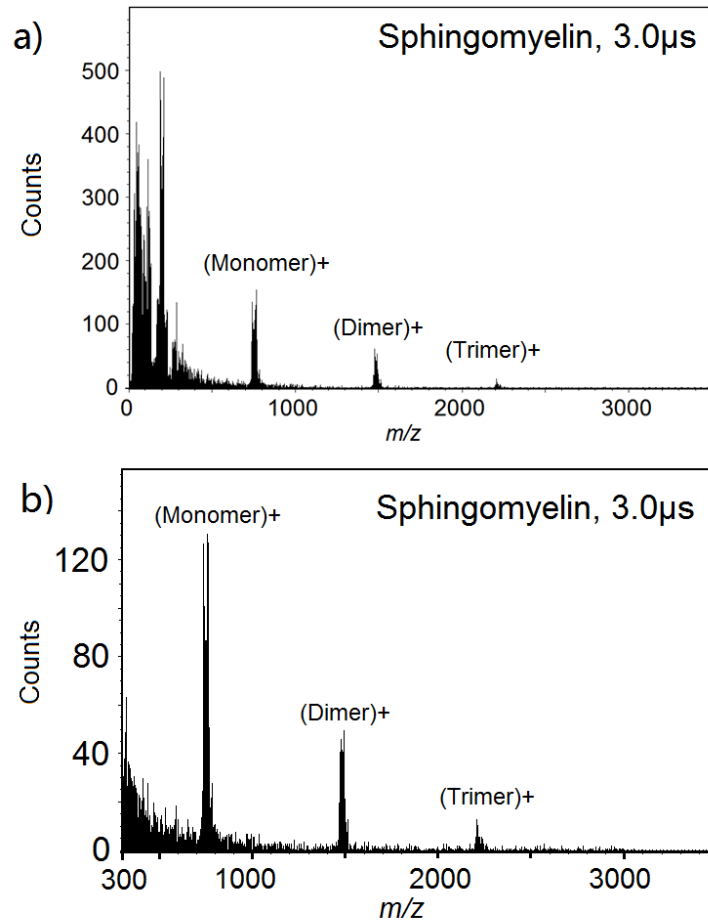 a)
Sphingomyelin, 3.0μs
500
400
300
200
100
0
Counts
(Monomer)+
(Dimer)+
(Trimer)+
0 1000 2000 3000
m/z
b)
Sphingomyelin, 3.0μs
(Monomer)+
120
80
40
0
Counts
(Dimer)+
(Trimer)+
300 1000 2000 3000
m/z